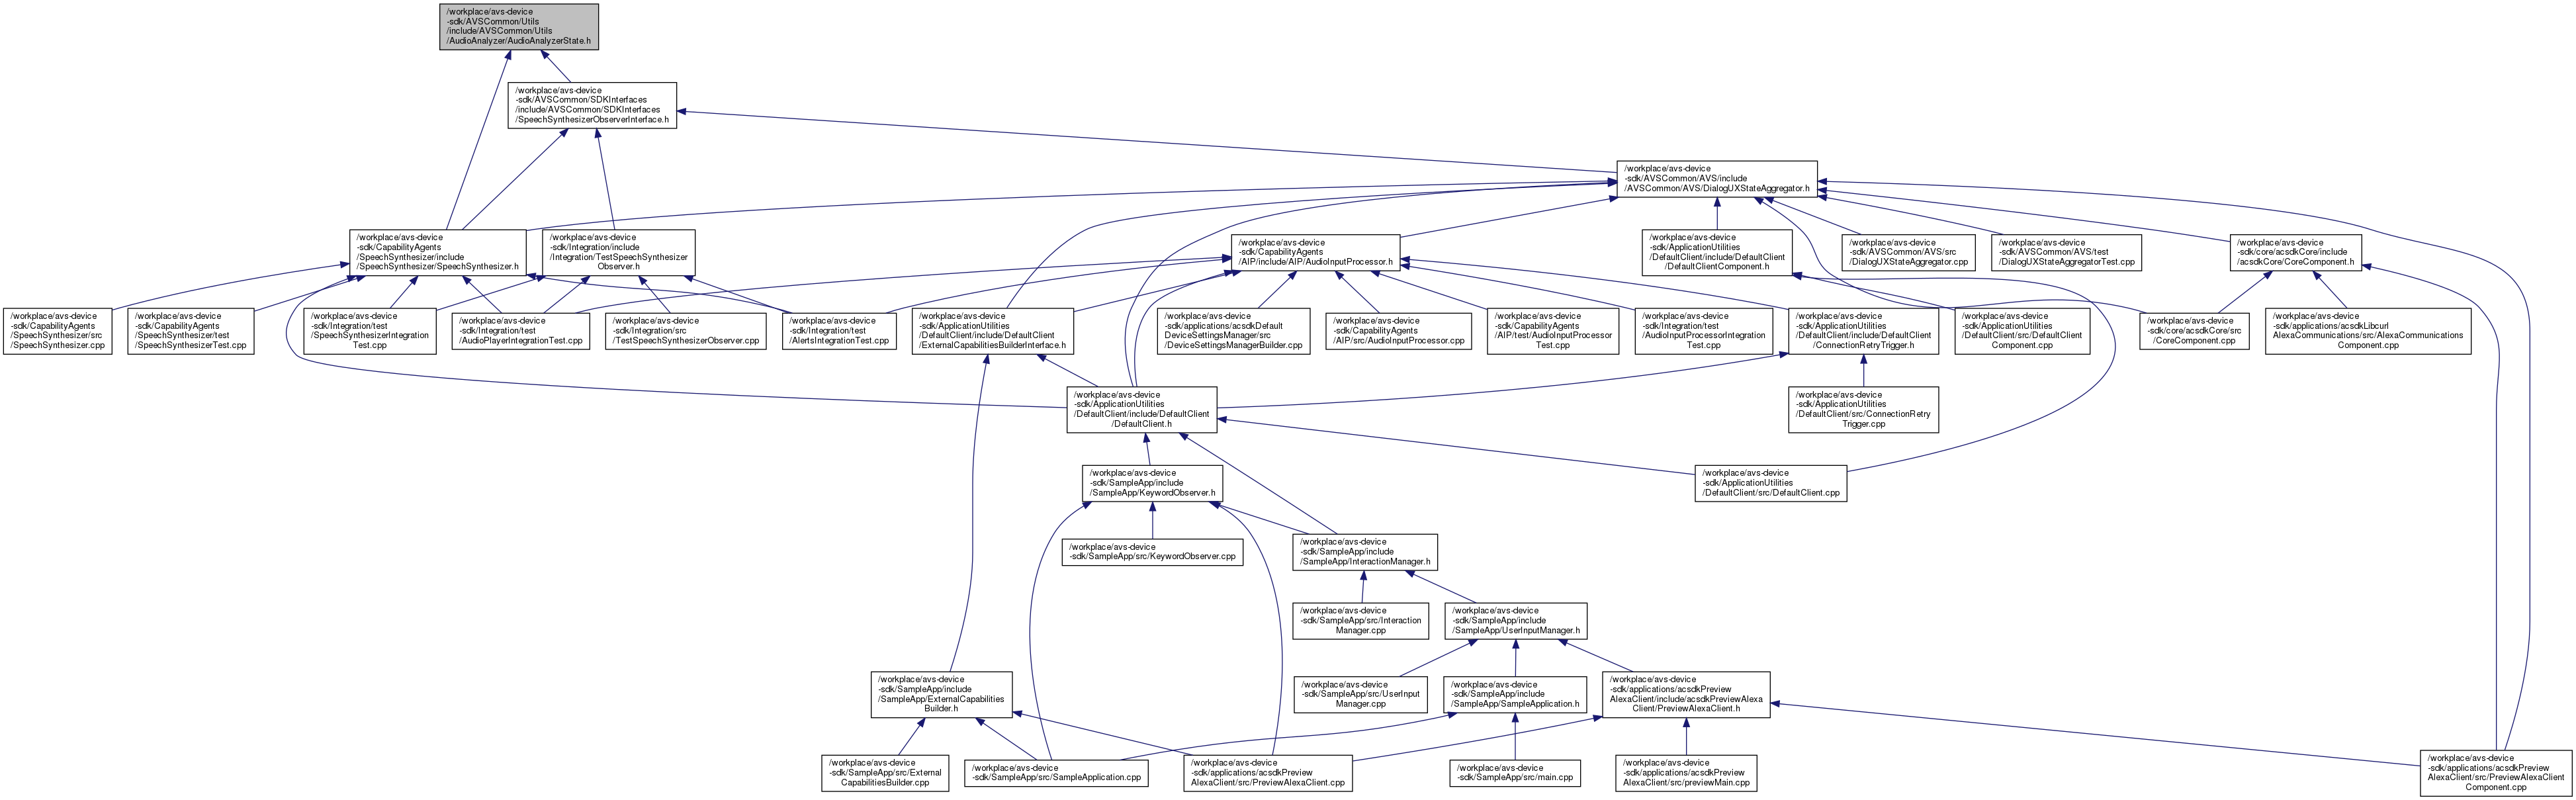 /workplace/avs-device
-sdk/AVSCommon/Utils
/include/AVSCommon/Utils
/AudioAnalyzer/AudioAnalyzerState.h
/workplace/avs-device
-sdk/AVSCommon/SDKInterfaces
/include/AVSCommon/SDKInterfaces
/SpeechSynthesizerObserverInterface.h
/workplace/avs-device
-sdk/AVSCommon/AVS/include
/AVSCommon/AVS/DialogUXStateAggregator.h
/workplace/avs-device
-sdk/CapabilityAgents
/SpeechSynthesizer/include
/SpeechSynthesizer/SpeechSynthesizer.h
/workplace/avs-device
-sdk/Integration/include
/Integration/TestSpeechSynthesizer
Observer.h
/workplace/avs-device
-sdk/CapabilityAgents
/AIP/include/AIP/AudioInputProcessor.h
/workplace/avs-device
-sdk/ApplicationUtilities
/DefaultClient/include/DefaultClient
/DefaultClientComponent.h
/workplace/avs-device
-sdk/AVSCommon/AVS/src
/DialogUXStateAggregator.cpp
/workplace/avs-device
-sdk/AVSCommon/AVS/test
/DialogUXStateAggregatorTest.cpp
/workplace/avs-device
-sdk/core/acsdkCore/include
/acsdkCore/CoreComponent.h
/workplace/avs-device
-sdk/CapabilityAgents
/SpeechSynthesizer/src
/SpeechSynthesizer.cpp
/workplace/avs-device
-sdk/CapabilityAgents
/SpeechSynthesizer/test
/SpeechSynthesizerTest.cpp
/workplace/avs-device
-sdk/Integration/test
/SpeechSynthesizerIntegration
Test.cpp
/workplace/avs-device
-sdk/Integration/test
/AudioPlayerIntegrationTest.cpp
/workplace/avs-device
-sdk/Integration/src
/TestSpeechSynthesizerObserver.cpp
/workplace/avs-device
-sdk/Integration/test
/AlertsIntegrationTest.cpp
/workplace/avs-device
-sdk/ApplicationUtilities
/DefaultClient/include/DefaultClient
/ExternalCapabilitiesBuilderInterface.h
/workplace/avs-device
-sdk/applications/acsdkDefault
DeviceSettingsManager/src
/DeviceSettingsManagerBuilder.cpp
/workplace/avs-device
-sdk/CapabilityAgents
/AIP/src/AudioInputProcessor.cpp
/workplace/avs-device
-sdk/CapabilityAgents
/AIP/test/AudioInputProcessor
Test.cpp
/workplace/avs-device
-sdk/Integration/test
/AudioInputProcessorIntegration
Test.cpp
/workplace/avs-device
-sdk/ApplicationUtilities
/DefaultClient/include/DefaultClient
/ConnectionRetryTrigger.h
/workplace/avs-device
-sdk/ApplicationUtilities
/DefaultClient/src/DefaultClient
Component.cpp
/workplace/avs-device
-sdk/core/acsdkCore/src
/CoreComponent.cpp
/workplace/avs-device
-sdk/applications/acsdkLibcurl
AlexaCommunications/src/AlexaCommunications
Component.cpp
/workplace/avs-device
-sdk/ApplicationUtilities
/DefaultClient/include/DefaultClient
/DefaultClient.h
/workplace/avs-device
-sdk/ApplicationUtilities
/DefaultClient/src/ConnectionRetry
Trigger.cpp
/workplace/avs-device
-sdk/SampleApp/include
/SampleApp/KeywordObserver.h
/workplace/avs-device
-sdk/ApplicationUtilities
/DefaultClient/src/DefaultClient.cpp
/workplace/avs-device
-sdk/SampleApp/src/KeywordObserver.cpp
/workplace/avs-device
-sdk/SampleApp/include
/SampleApp/InteractionManager.h
/workplace/avs-device
-sdk/SampleApp/src/Interaction
Manager.cpp
/workplace/avs-device
-sdk/SampleApp/include
/SampleApp/UserInputManager.h
/workplace/avs-device
-sdk/SampleApp/include
/SampleApp/ExternalCapabilities
Builder.h
/workplace/avs-device
-sdk/SampleApp/src/UserInput
Manager.cpp
/workplace/avs-device
-sdk/SampleApp/include
/SampleApp/SampleApplication.h
/workplace/avs-device
-sdk/applications/acsdkPreview
AlexaClient/include/acsdkPreviewAlexa
Client/PreviewAlexaClient.h
/workplace/avs-device
-sdk/SampleApp/src/External
CapabilitiesBuilder.cpp
/workplace/avs-device
-sdk/SampleApp/src/SampleApplication.cpp
/workplace/avs-device
-sdk/applications/acsdkPreview
AlexaClient/src/PreviewAlexaClient.cpp
/workplace/avs-device
-sdk/SampleApp/src/main.cpp
/workplace/avs-device
-sdk/applications/acsdkPreview
AlexaClient/src/previewMain.cpp
/workplace/avs-device
-sdk/applications/acsdkPreview
AlexaClient/src/PreviewAlexaClient
Component.cpp